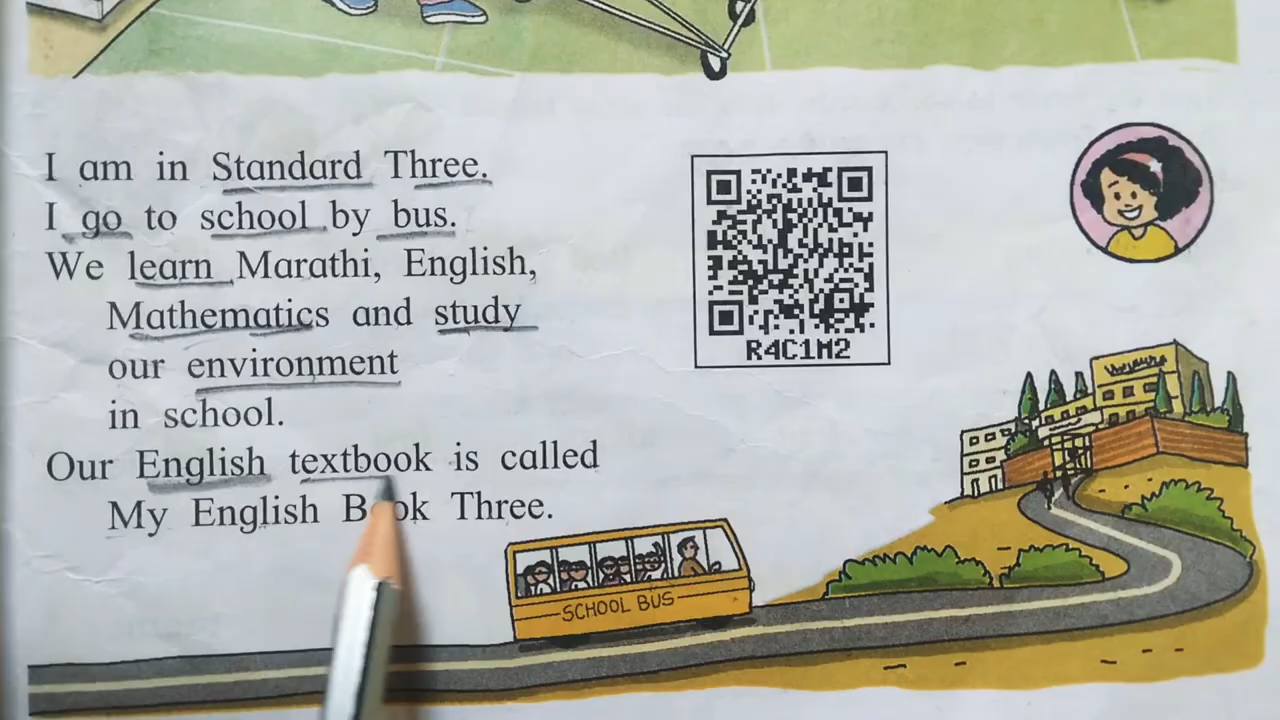 I am in Standard Three.
I go to school by bus.
We learn Marathi, English,
Mathematics and study
our environment
in school.
Our English textbook is called
My English Book Three.
R4C1M2
SCHOOL BUS